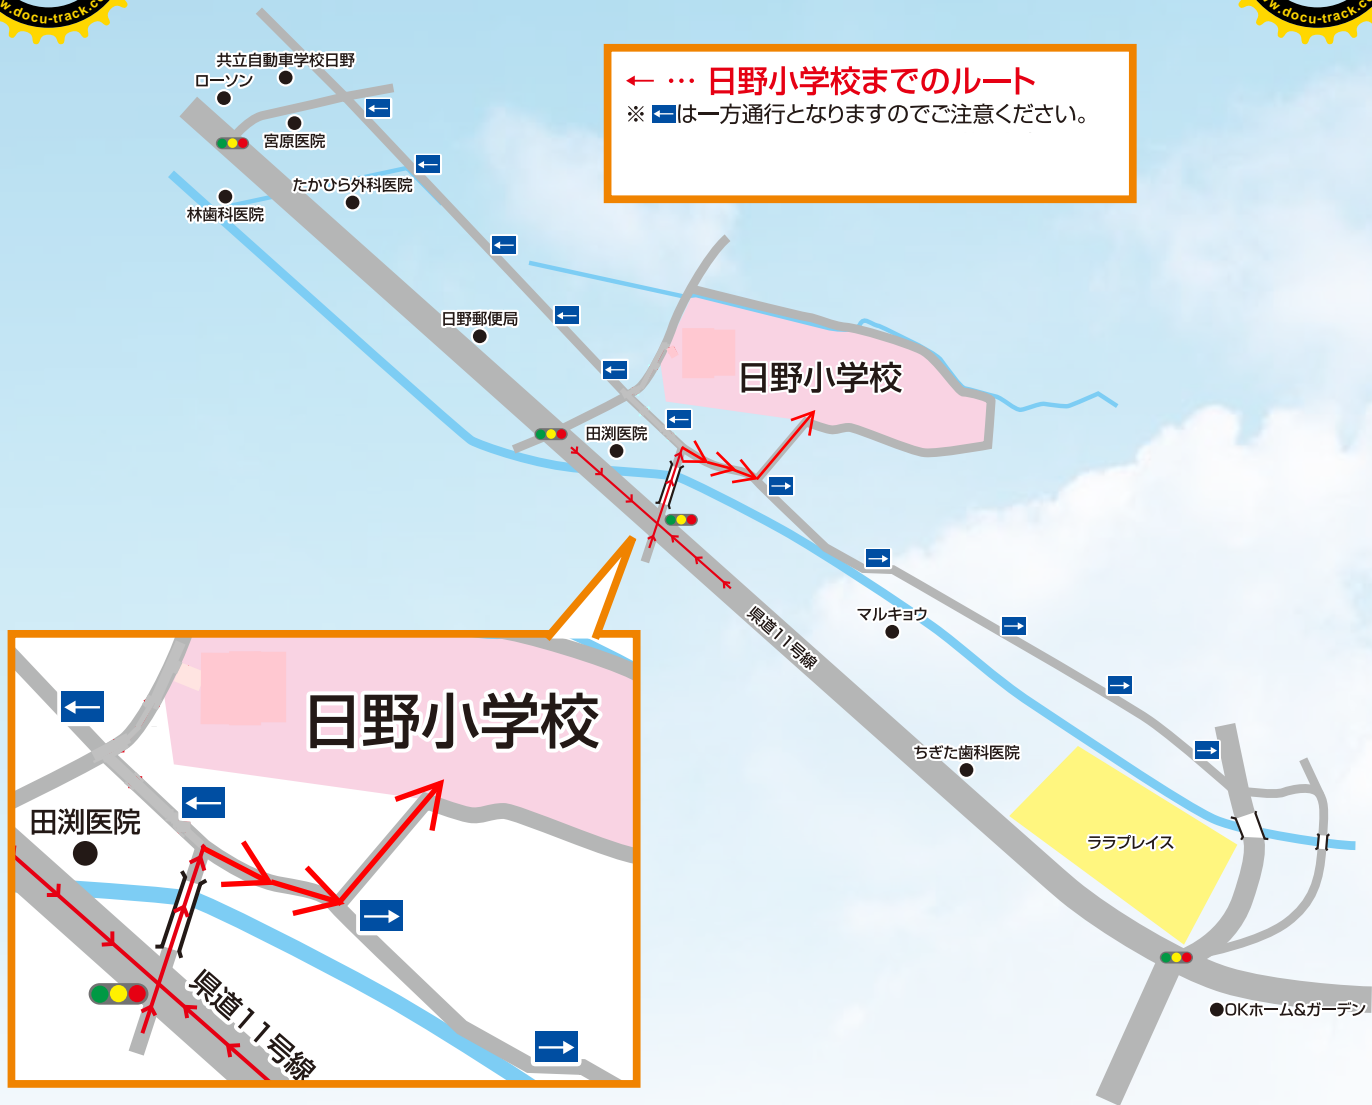 w.docu-track.c
w.docu-track.co
共立自動車学校日野
ローソン
宮原医院
たかひら外科医院
林歯科医院
← … 日野小学校までのルート
※ ←は一方通行となりますのでご注意ください。
日野郵便局
日野小学校
田渕医院
県道11号線
マルキョウ
ちぎた歯科医院
ララプレイス
OKホーム&ガーデン
日野小学校
田渕医院
県道11号線